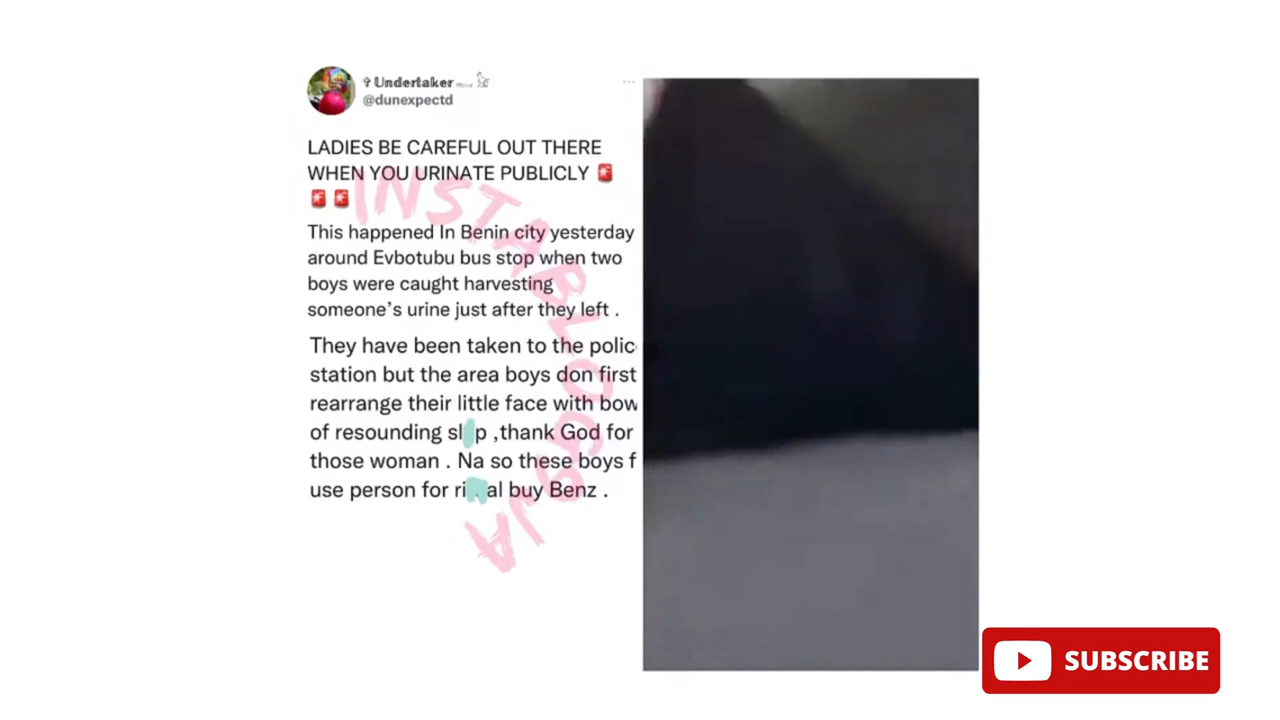 ✞ Undertaker
@dunexpectd
LADIES BE CAREFUL OUT THERE
WHEN YOU URINATE PUBLICLY 🚨
🚨🚨
This happened In Benin city yesterday
around Evbotubu bus stop when two
boys were caught harvesting
someone's urine just after they left .
They have been taken to the polic
station but the area boys don first
rearrange their little face with bow
of resounding sl p ,thank God for
those woman . Na so these boys f
use person for ri al buy Benz .
INSTABLOG9JA
SUBSCRIBE